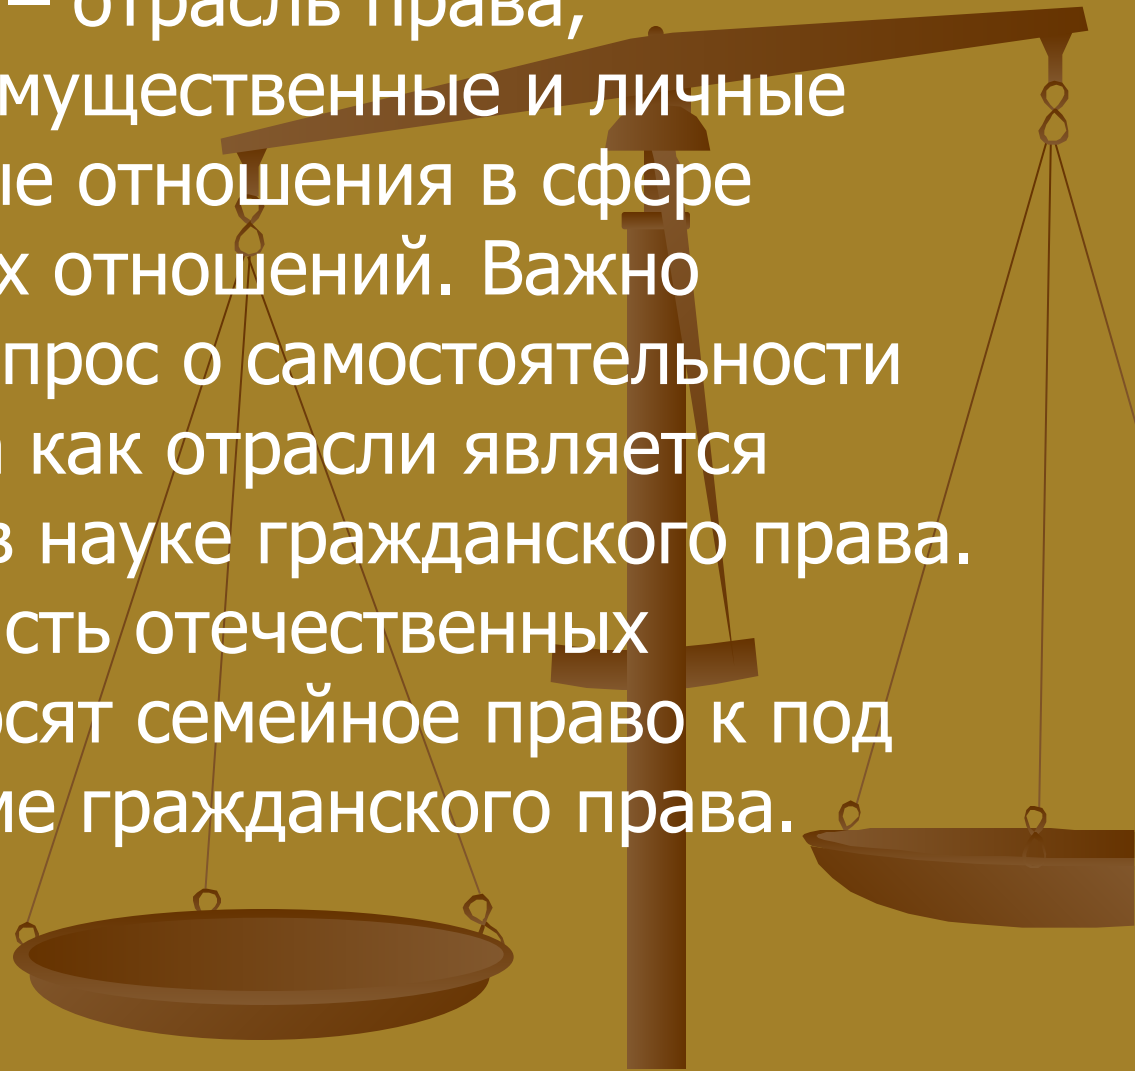 – отрасль права,
мущественные и личные
ые отношения в сфере
х отношений. Важно
прос о самостоятельности
как отрасли является
в науке гражданского права.
сть отечественных
осят семейное право к под
ие гражданского права.